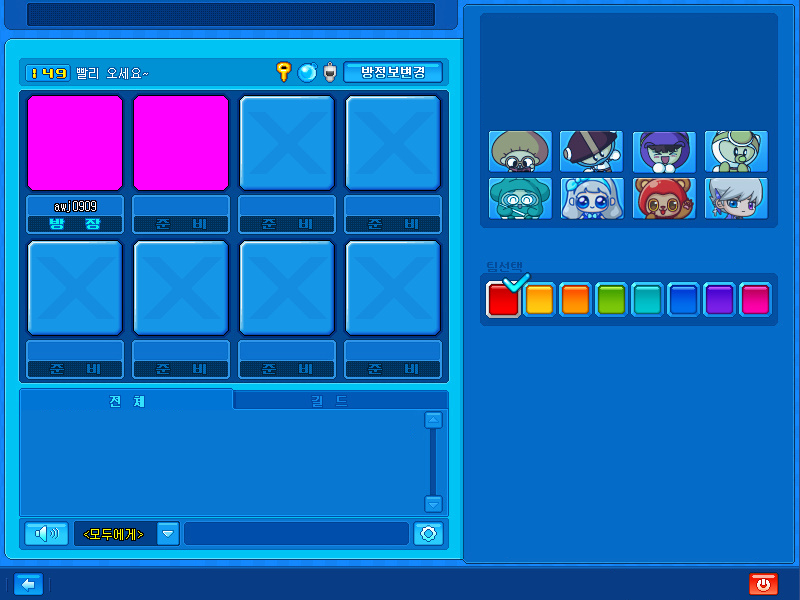 149 빨리 오세요~ 방정보변경
awj0909
방 장 준 비 준 비 준 비
준 비 준 비 준 비 준 비
팀선택
전 체 길 드
<모두에게>